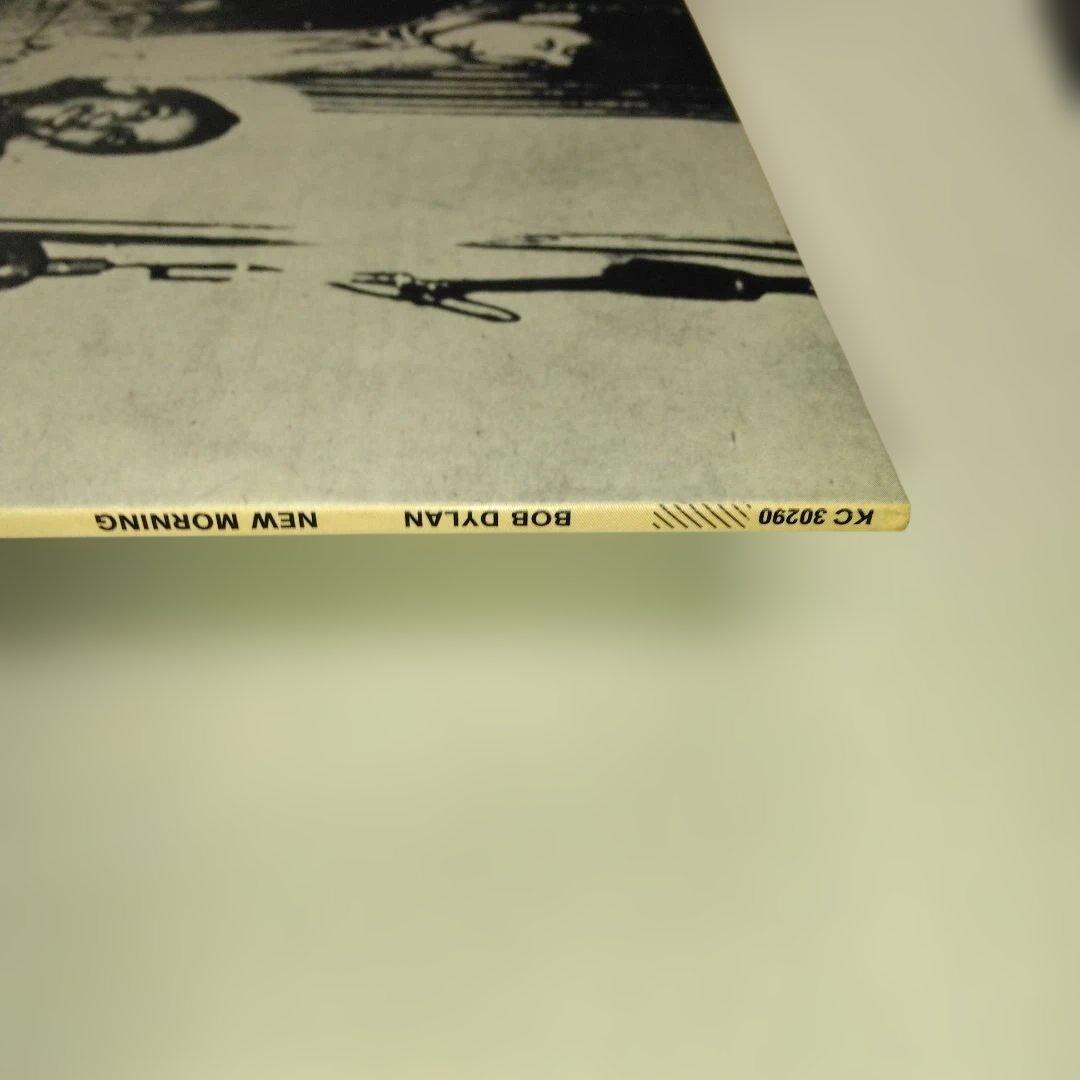 KC 30290 BOB DYLAN NEW MORNING